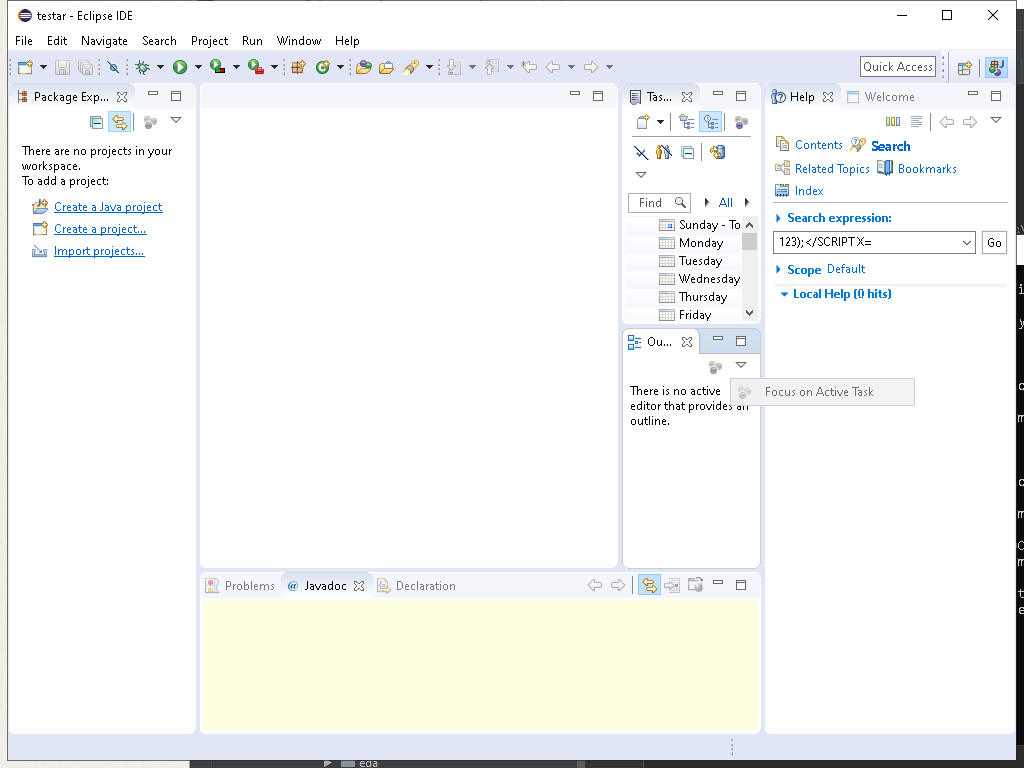 testar - Eclipse IDE
File Edit Navigate Search Project Run Window Help
Quick Access
Package Exp...
There are no projects in your
workspace.
To add a project:
Create a Java project
Create a project...
Import projects...
Tas...
Find
All
Sunday - To
Monday
Tuesday
Wednesday
Thursday
Friday
Ou...
There is no active
editor that provides an
outline.
Focus on Active Task
Help Welcome
Contents Search
Related Topics Bookmarks
Index
Search expression:
123);</SCRIPT X=
Go
Scope Default
Local Help (0 hits)
Problems @ Javadoc Declaration
eda